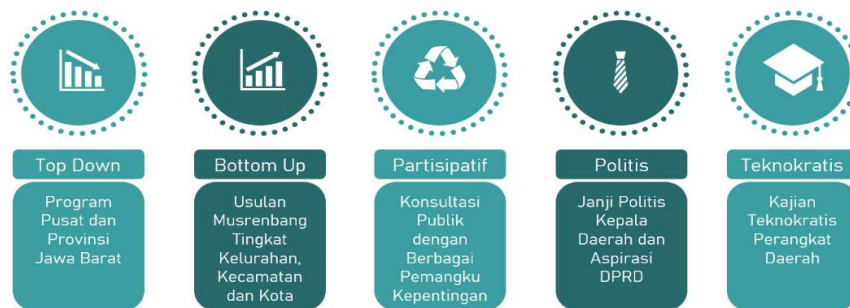 Top Down
Program
Pusat dan
Provinsi
Jawa Barat
Bottom Up
Usulan
Musrenbang
Tingkat
Kelurahan,
Kecamatan
dan Kota
Partisipatif
Konsultasi
Publik
dengan
Berbagai
Pemangku
Kepentingan
Politis
Janji Politis
Kepala
Daerah dan
Aspirasi
DPRD
Teknokratis
Kajian
Teknokratis
Perangkat
Daerah